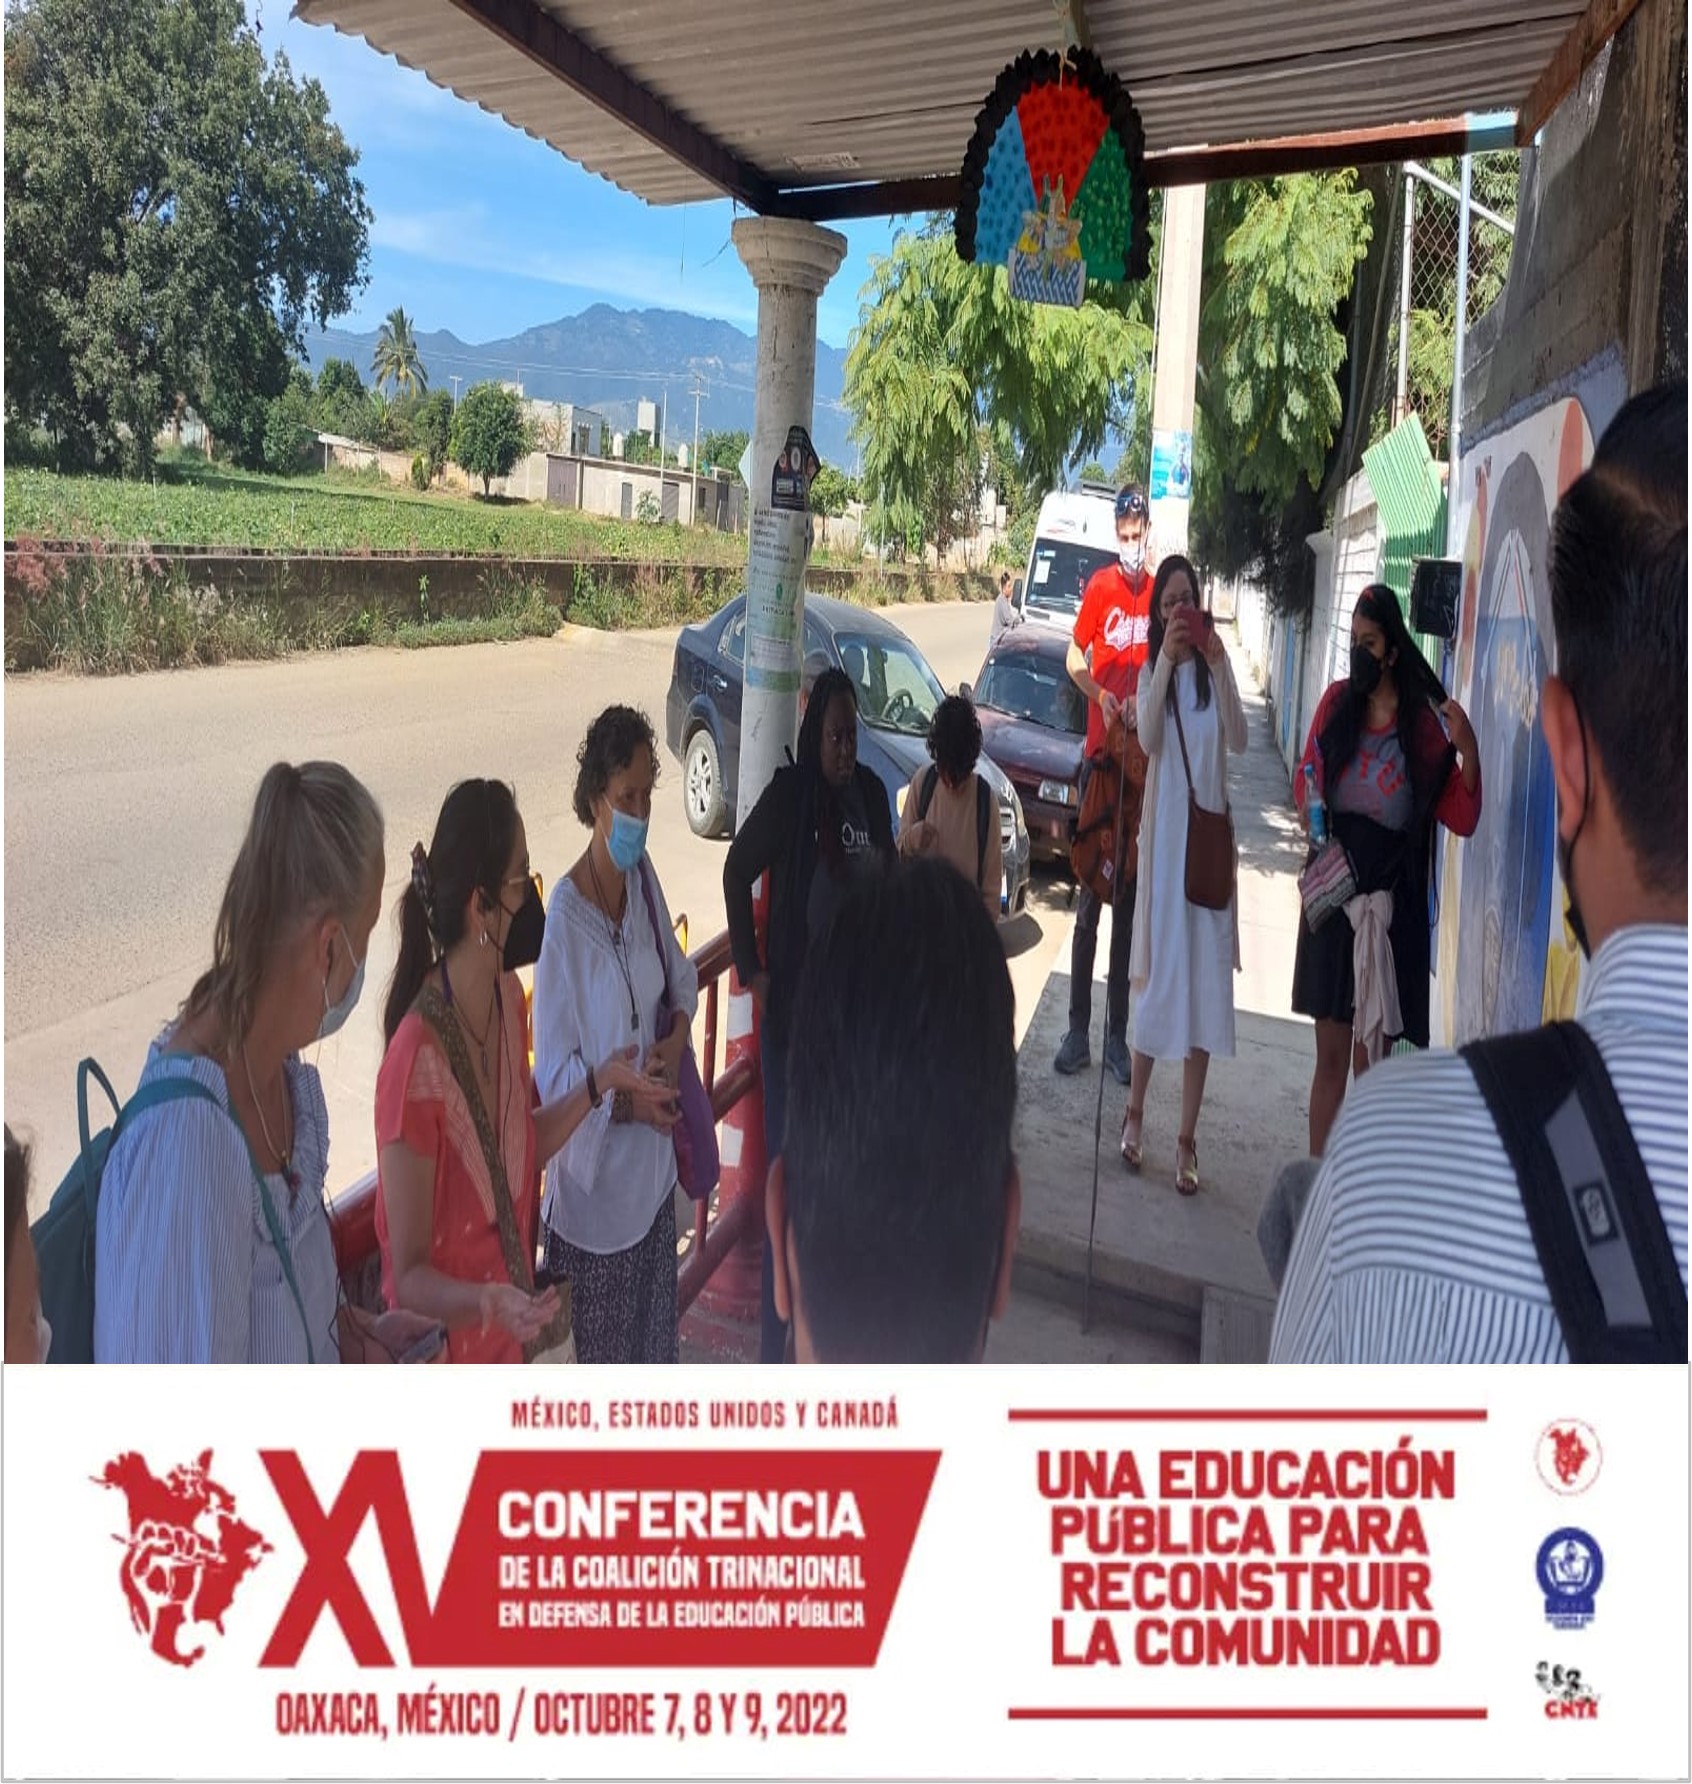 MÉXICO, ESTADOS UNIDOS Y CANADÁ
XV
CONFERENCIA
DE LA COALICIÓN TRINACIONAL
EN DEFENSA DE LA EDUCACIÓN PÚBLICA
OAXACA, MÉXICO / OCTUBRE 7, 8 Y 9, 2022
UNA EDUCACIÓN
PÚBLICA PARA
RECONSTRUIR
LA COMUNIDAD
CNTE